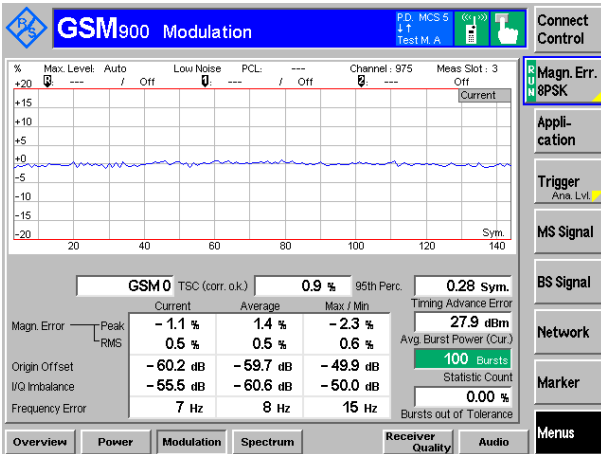 R S
GSM900 Modulation
P.D. MCS 5
Test M. A
Connect Control
% Max. Level: Auto Low Noise PCL: --- Channel : 975 Meas Slot : 3
R: --- / Off 1: --- / Off 2: --- / Off
Current
+20
+15
+10
+5
+0
-5
-10
-15
-20
Sym.
20 40 60 80 100 120 140
RUN
Magn. Err. 8PSK
Appli-
cation
Trigger
Ana. Lvl.
MS Signal
BS Signal
Network
Marker
Menus
GSM 0 TSC (corr. o.k.) 0.9 % 95th Perc. 0.28 Sym.
Timing Advance Error
Current Average Max / Min
Magn. Error Peak - 1.1 % 1.4 % - 2.3 %
RMS 0.5 % 0.5 % 0.6 %
27.9 dBm
Avg. Burst Power (Cur.)
Origin Offset - 60.2 dB - 59.7 dB - 49.9 dB
100 Bursts
Statistic Count
I/Q Imbalance - 55.5 dB - 60.6 dB - 50.0 dB
0.00 %
Bursts out of Tolerance
Frequency Error 7 Hz 8 Hz 15 Hz
Overview Power Modulation Spectrum Receiver Quality Audio